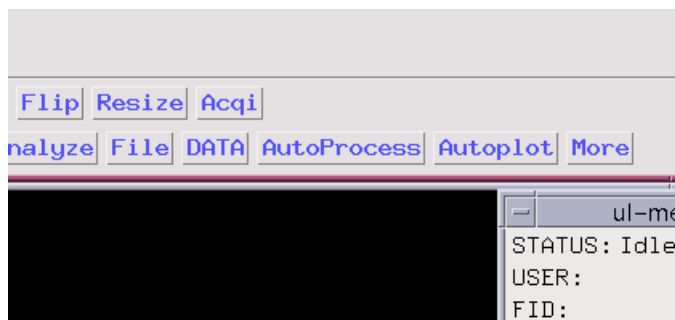 Flip Resize Acqi
nalyze File DATA AutoProcess Autoplot More
ul-me
STATUS: Idle
USER:
FID: